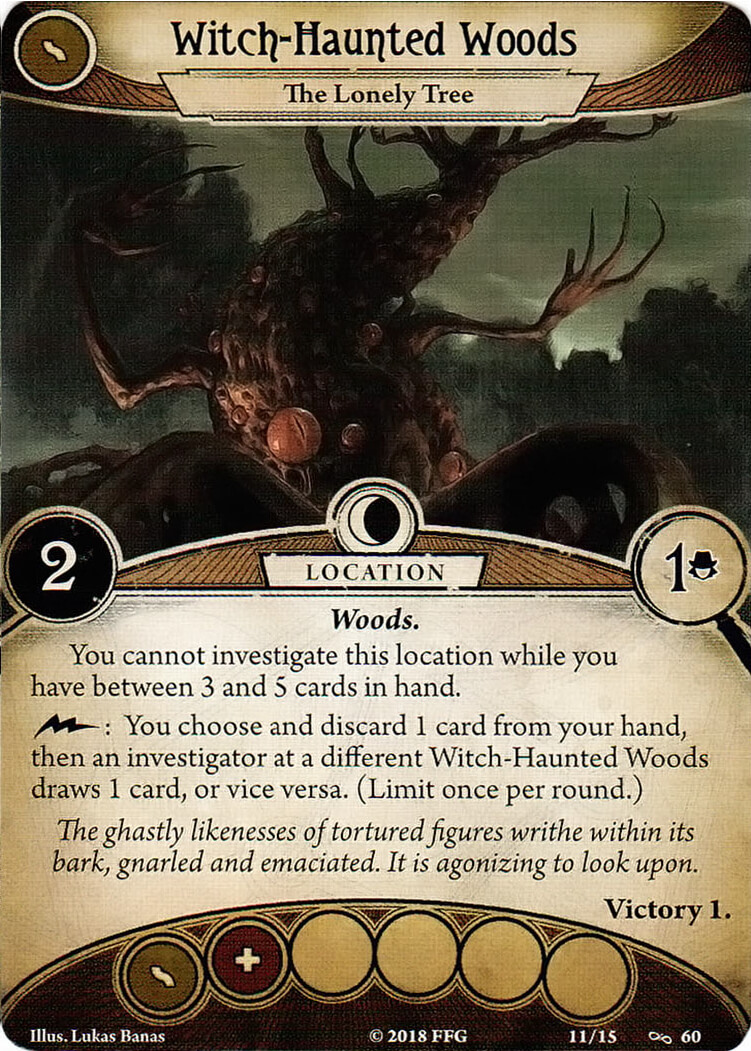 Witch-Haunted Woods
The Lonely Tree
2
LOCATION
1
Woods.
You cannot investigate this location while you
have between 3 and 5 cards in hand.
: You choose and discard 1 card from your hand,
then an investigator at a different Witch-Haunted Woods
draws 1 card, or vice versa. (Limit once per round.)
The ghastly likenesses of tortured figures writhe within its
bark, gnarled and emaciated. It is agonizing to look upon.
Victory 1.
Illus. Lukas Banas
© 2018 FFG
11/15
60